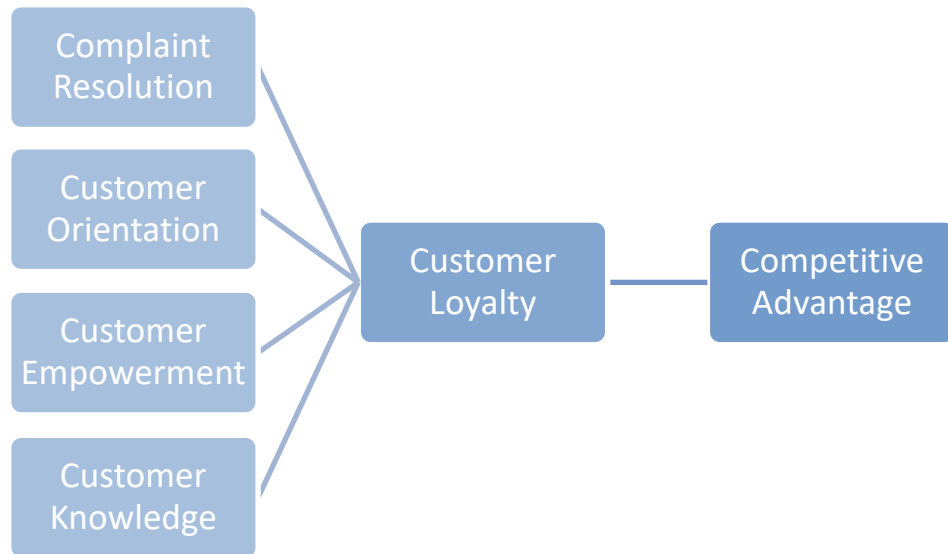 Complaint
Resolution
Customer
Orientation
Customer
Empowerment
Customer
Knowledge
Customer
Loyalty
Competitive
Advantage